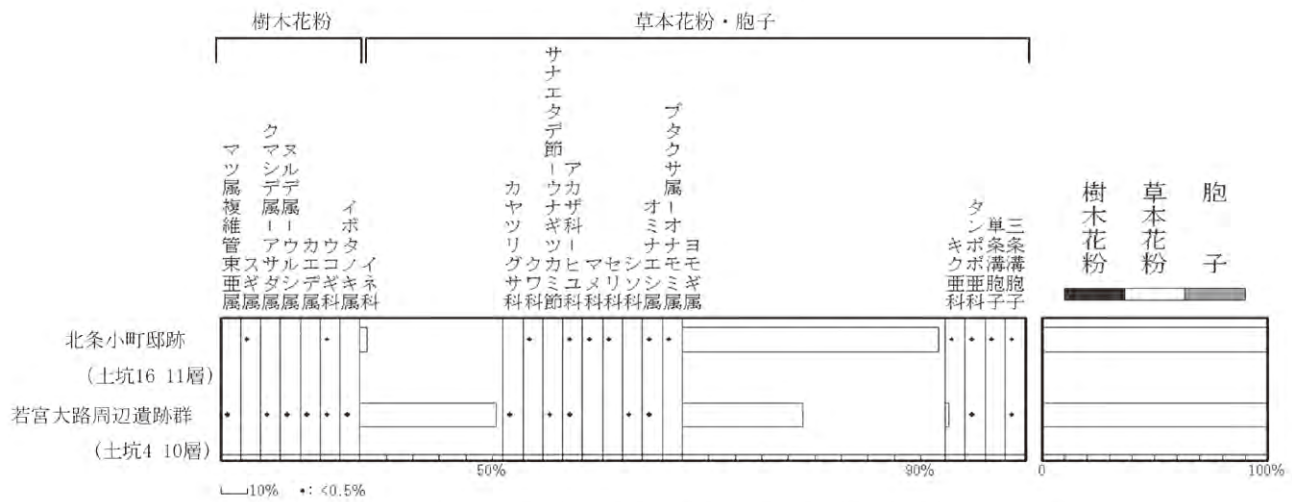 樹木花粉
草本花粉・胞子
マツ属複維管束亜属
スギ属
クマシデ属ーアサダ属
ヌルデ属ーウルシ属
カエデ属
ウコギ科
イボタノキ属
イネ科
カヤツリグサ科
クワ科
サナエタデ節ーウナギツカミ節
アカザ科ーヒユ科
マメ科
セリ科
シソ科
オミナエシ属
ブタクサ属ーオナモミ属
ヨモギ属
キク亜科
タンポポ亜科
単条溝胞子
三条溝胞子
樹木花粉
草本花粉
胞子
北条小町邸跡
(土坑16 11層)
若宮大路周辺遺跡群
(土坑4 10層)
50%
90%
0
100%
10% •: <0.5%